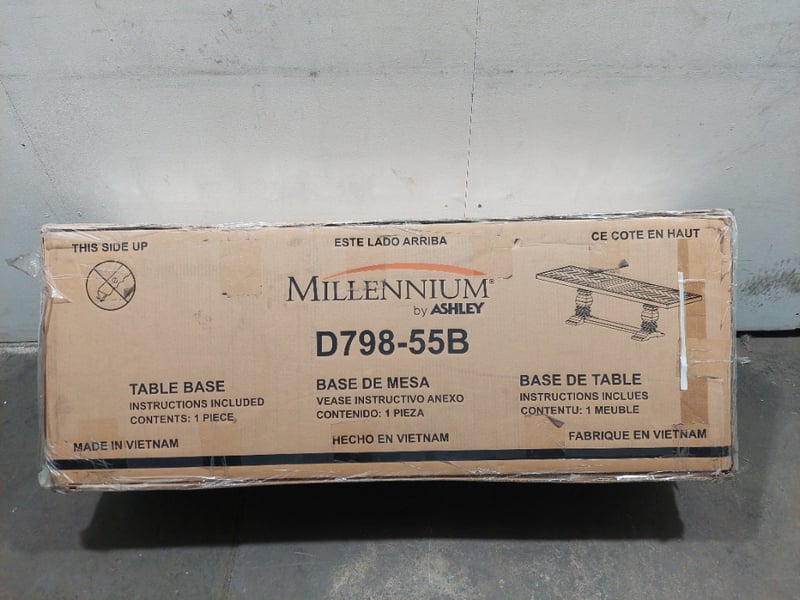 THIS SIDE UP
ESTE LADO ARRIBA
CE COTE EN HAUT
MILLENNIUM®
by ASHLEY
D798-55B
TABLE BASE
INSTRUCTIONS INCLUDED
CONTENTS: 1 PIECE
BASE DE MESA
VEASE INSTRUCTIVO ANEXO
CONTENIDO: 1 PIEZA
BASE DE TABLE
INSTRUCTIONS INCLUES
CONTENTU: 1 MEUBLE
MADE IN VIETNAM
HECHO EN VIETNAM
FABRIQUE EN VIETNAM